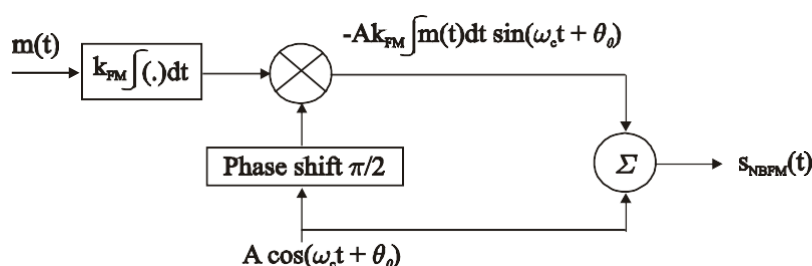 -Ak_FM∫m(t)dt sin(ω_c t + θ_0)
m(t)
k_FM∫(.)dt
Phase shift π/2
Σ
s_NBFM(t)
A cos(ω_c t + θ_0)